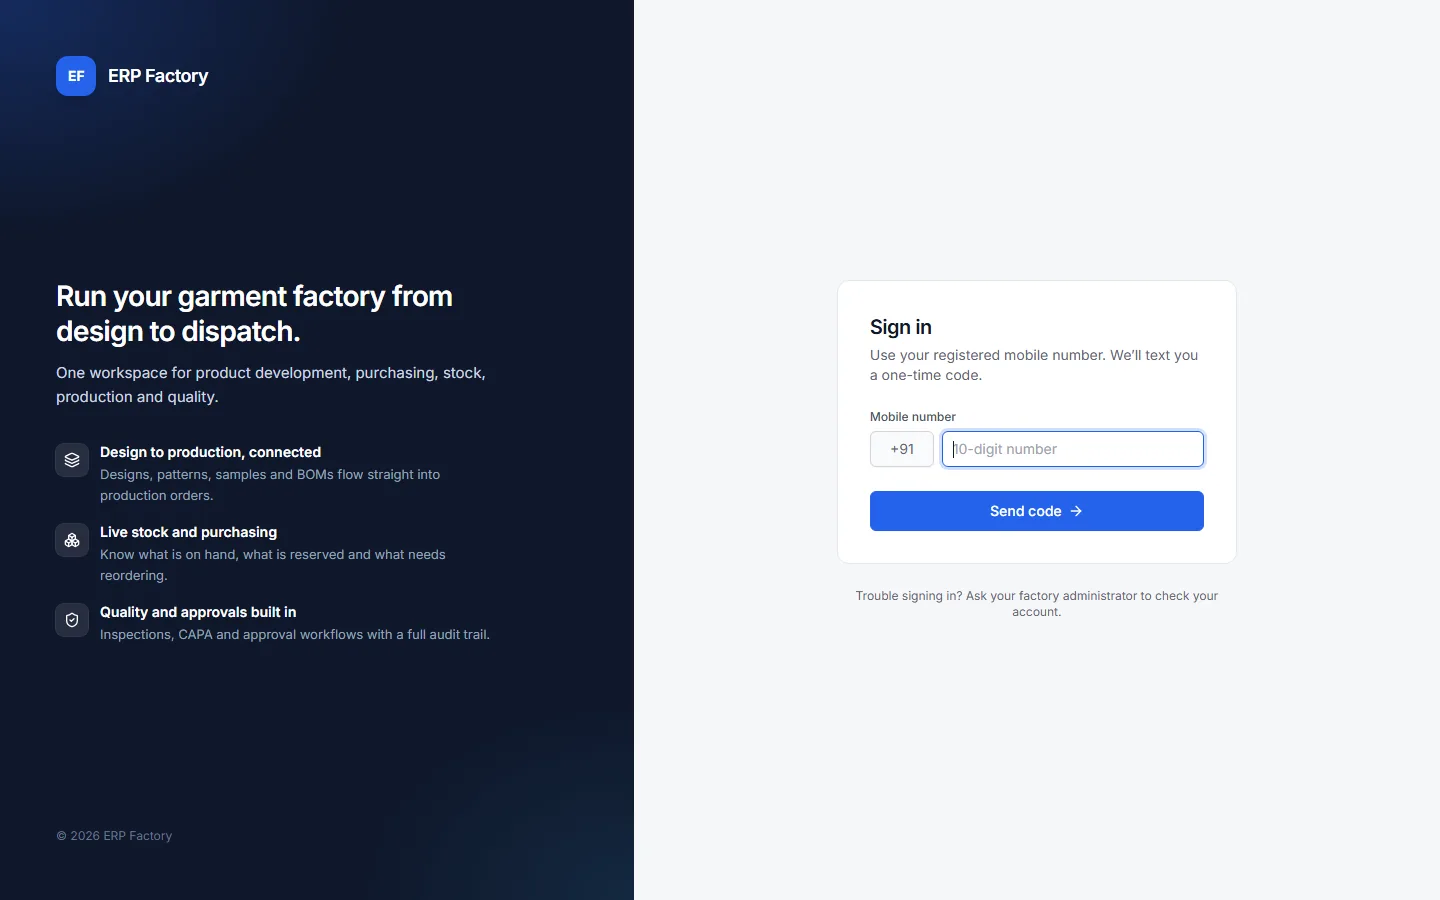 EF
ERP Factory
Run your garment factory from
design to dispatch.
One workspace for product development, purchasing, stock,
production and quality.
Design to production, connected
Designs, patterns, samples and BOMs flow straight into
production orders.
Live stock and purchasing
Know what is on hand, what is reserved and what needs
reordering.
Quality and approvals built in
Inspections, CAPA and approval workflows with a full audit trail.
© 2026 ERP Factory
Sign in
Use your registered mobile number. We’ll text you
a one-time code.
Mobile number
+91
10-digit number
Send code →
Trouble signing in? Ask your factory administrator to check your
account.